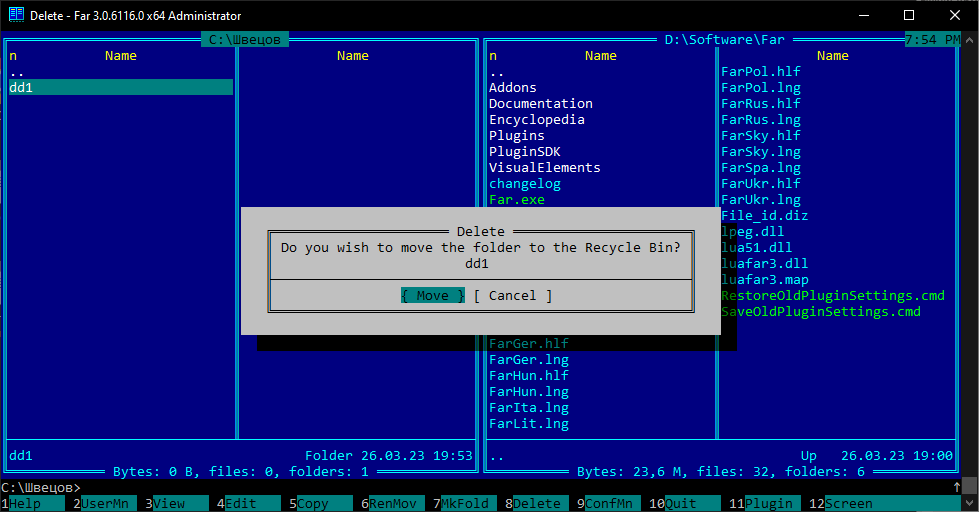 Delete - Far 3.0.6116.0 x64 Administrator
C:\Швецов
D:\Software\Far
7:54 PM
n Name Name
n Name Name
..
dd1
..
Addons
Documentation
Encyclopedia
Plugins
PluginSDK
VisualElements
changelog
Far.exe
FarPol.hlf
FarPol.lng
FarRus.hlf
FarRus.lng
FarSky.hlf
FarSky.lng
FarSpa.lng
FarUkr.hlf
FarUkr.lng
File_id.diz
lpeg.dll
lua51.dll
luafar3.dll
luafar3.map
RestoreOldPluginSettings.cmd
SaveOldPluginSettings.cmd
Delete
Do you wish to move the folder to the Recycle Bin?
dd1
{ Move } [ Cancel ]
FarGer.hlf
FarGer.lng
FarHun.hlf
FarHun.lng
FarIta.lng
FarLit.lng
dd1 Folder 26.03.23 19:53
.. Up 26.03.23 19:00
Bytes: 0 B, files: 0, folders: 1
Bytes: 23,6 M, files: 32, folders: 6
C:\Швецов>
1Help 2UserMn 3View 4Edit 5Copy 6RenMov 7MkFold 8Delete 9ConfMn 10Quit 11Plugin 12Screen